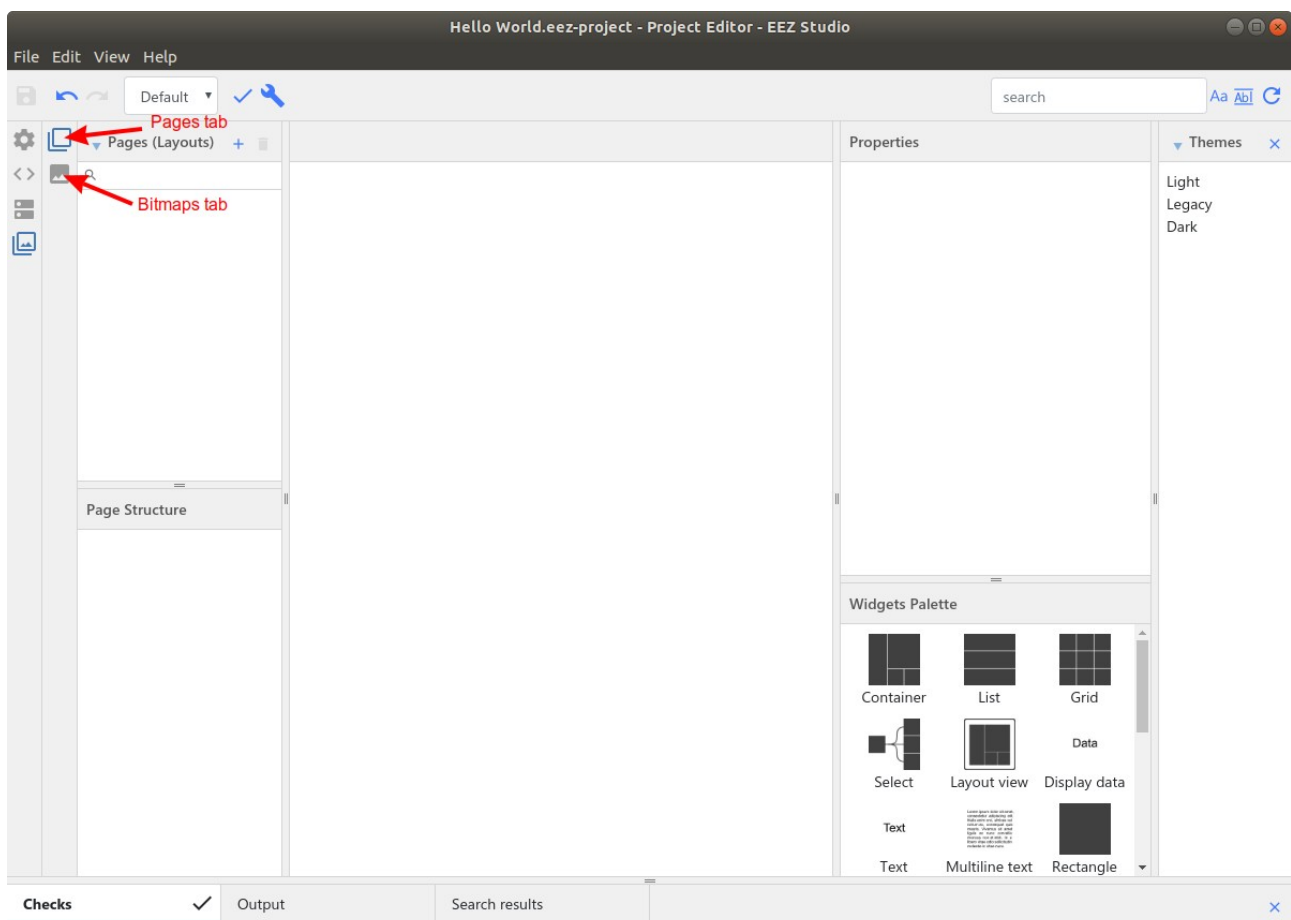 Hello World.eez-project - Project Editor - EEZ Studio
File Edit View Help
Default
search
Aa Abl
Pages tab
Pages (Layouts)
Properties
Themes
Bitmaps tab
Light
Legacy
Dark
Page Structure
Widgets Palette
Container List Grid
Data
Select Layout view Display data
Text
Text Multiline text Rectangle
Checks Output Search results